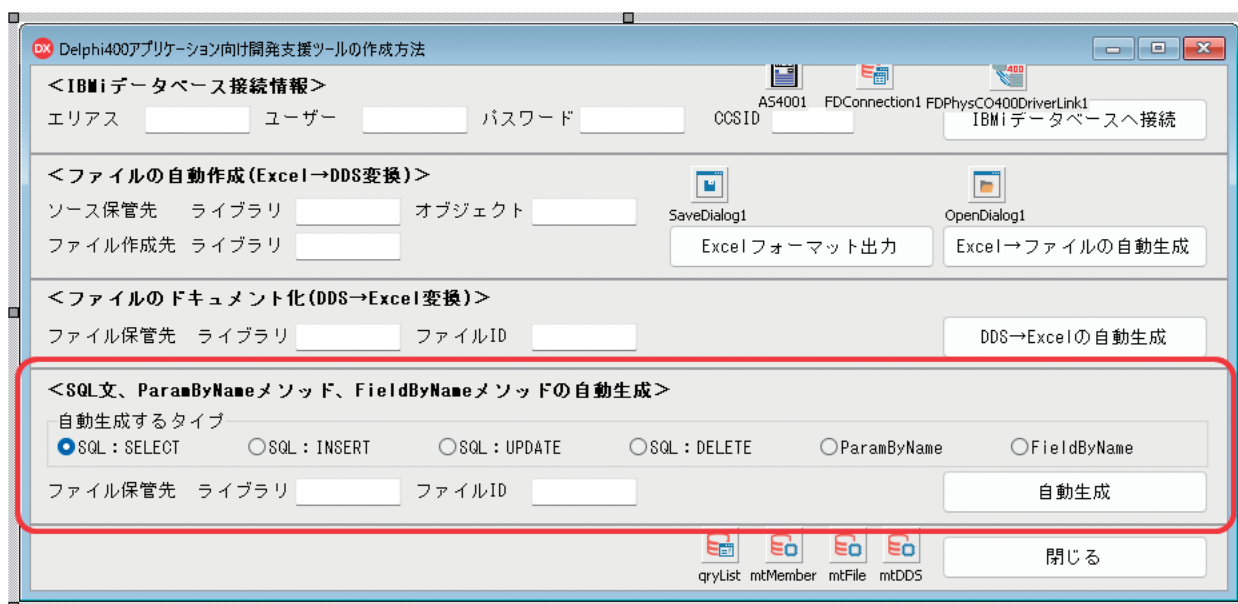 DX Delphi400アプリケーション向け開発支援ツールの作成方法
＜IBMiデータベース接続情報＞
AS4001 FDConnection1 FDPhysCO400DriverLink1
エリアス ユーザー パスワード CCSID IBMiデータベースへ接続
＜ファイルの自動作成(Excel→DDS変換)＞
ソース保管先 ライブラリ オブジェクト SaveDialog1 OpenDialog1
ファイル作成先 ライブラリ Excelフォーマット出力 Excel→ファイルの自動生成
＜ファイルのドキュメント化(DDS→Excel変換)＞
ファイル保管先 ライブラリ ファイルID DDS→Excelの自動生成
＜SQL文、ParamByNameメソッド、FieldByNameメソッドの自動生成＞
自動生成するタイプ
SQL：SELECT SQL：INSERT SQL：UPDATE SQL：DELETE ParamByName FieldByName
ファイル保管先 ライブラリ ファイルID 自動生成
閉じる
qryList mtMember mtFile mtDDS